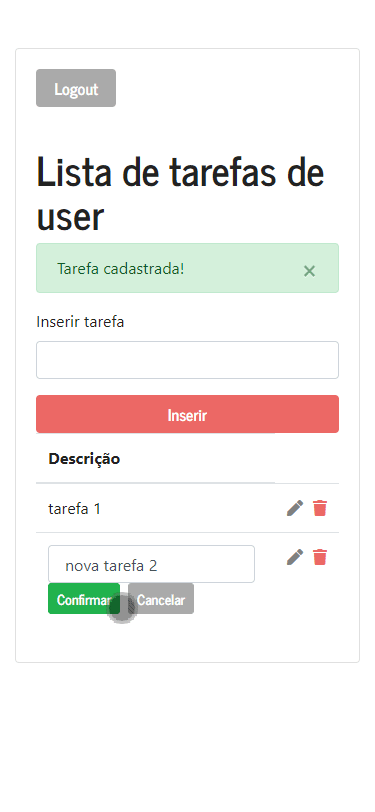 Logout
Lista de tarefas de
user
Tarefa cadastrada! ×
Inserir tarefa
Inserir
Descrição
tarefa 1
nova tarefa 2
Confirmar Cancelar